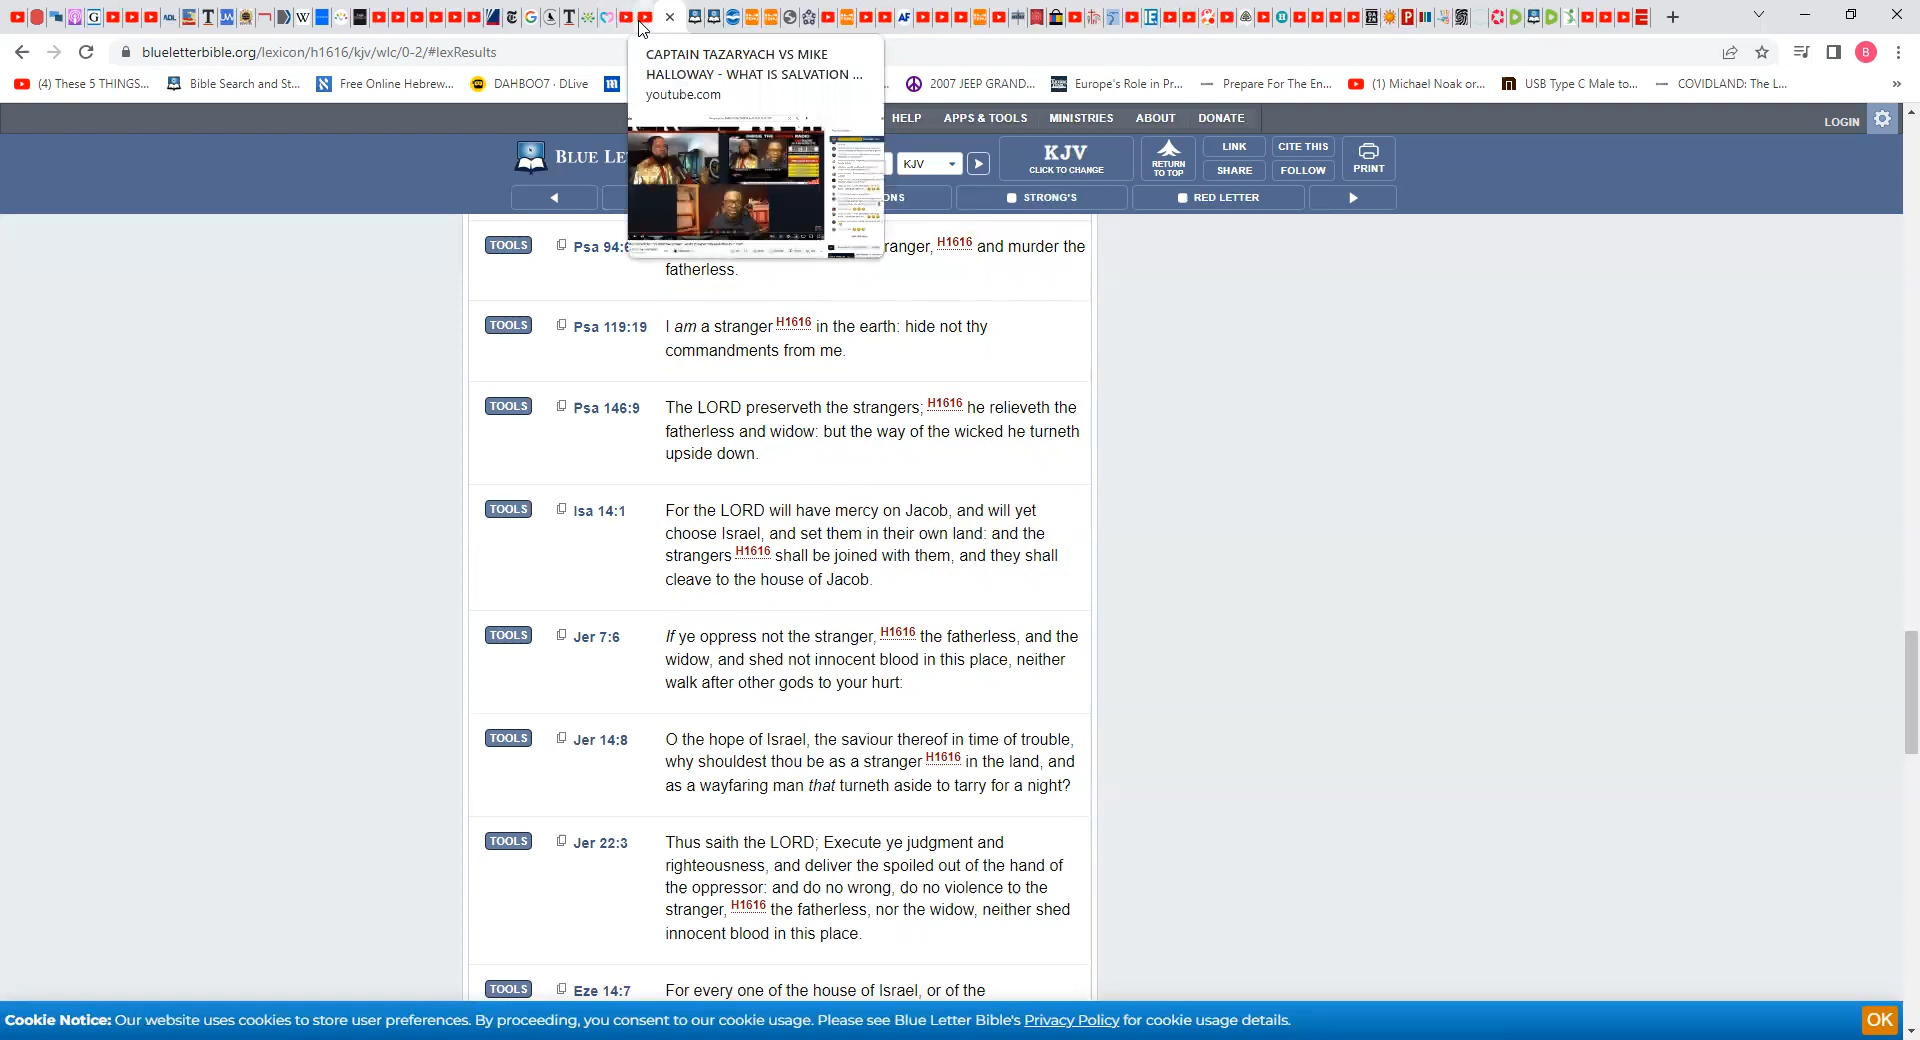 blueletterbible.org/lexicon/h1616/kjv/wlc/0-2/#lexResults
CAPTAIN TAZARYACH VS MIKE
HALLOWAY - WHAT IS SALVATION ...
youtube.com
(4) These 5 THINGS...
Bible Search and St...
Free Online Hebrew...
DAHBOO7 · DLive
2007 JEEP GRAND...
Europe's Role in Pr...
Prepare For The En...
(1) Michael Noak or...
USB Type C Male to...
COVIDLAND: The L...
HELP
APPS & TOOLS
MINISTRIES
ABOUT
DONATE
LOGIN
BLUE LE
KJV
KJV
CLICK TO CHANGE
RETURN
TO TOP
LINK
CITE THIS
SHARE
FOLLOW
PRINT
ONS
STRONG'S
RED LETTER
TOOLS
Psa 94:6
ranger, H1616 and murder the
fatherless.
TOOLS
Psa 119:19
I am a stranger H1616 in the earth: hide not thy
commandments from me.
TOOLS
Psa 146:9
The LORD preserveth the strangers; H1616 he relieveth the
fatherless and widow: but the way of the wicked he turneth
upside down.
TOOLS
Isa 14:1
For the LORD will have mercy on Jacob, and will yet
choose Israel, and set them in their own land: and the
strangers H1616 shall be joined with them, and they shall
cleave to the house of Jacob.
TOOLS
Jer 7:6
If ye oppress not the stranger, H1616 the fatherless, and the
widow, and shed not innocent blood in this place, neither
walk after other gods to your hurt:
TOOLS
Jer 14:8
O the hope of Israel, the saviour thereof in time of trouble,
why shouldest thou be as a stranger H1616 in the land, and
as a wayfaring man that turneth aside to tarry for a night?
TOOLS
Jer 22:3
Thus saith the LORD; Execute ye judgment and
righteousness, and deliver the spoiled out of the hand of
the oppressor: and do no wrong, do no violence to the
stranger, H1616 the fatherless, nor the widow, neither shed
innocent blood in this place.
TOOLS
Eze 14:7
For every one of the house of Israel, or of the
Cookie Notice: Our website uses cookies to store user preferences. By proceeding, you consent to our cookie usage. Please see Blue Letter Bible's Privacy Policy for cookie usage details.
OK